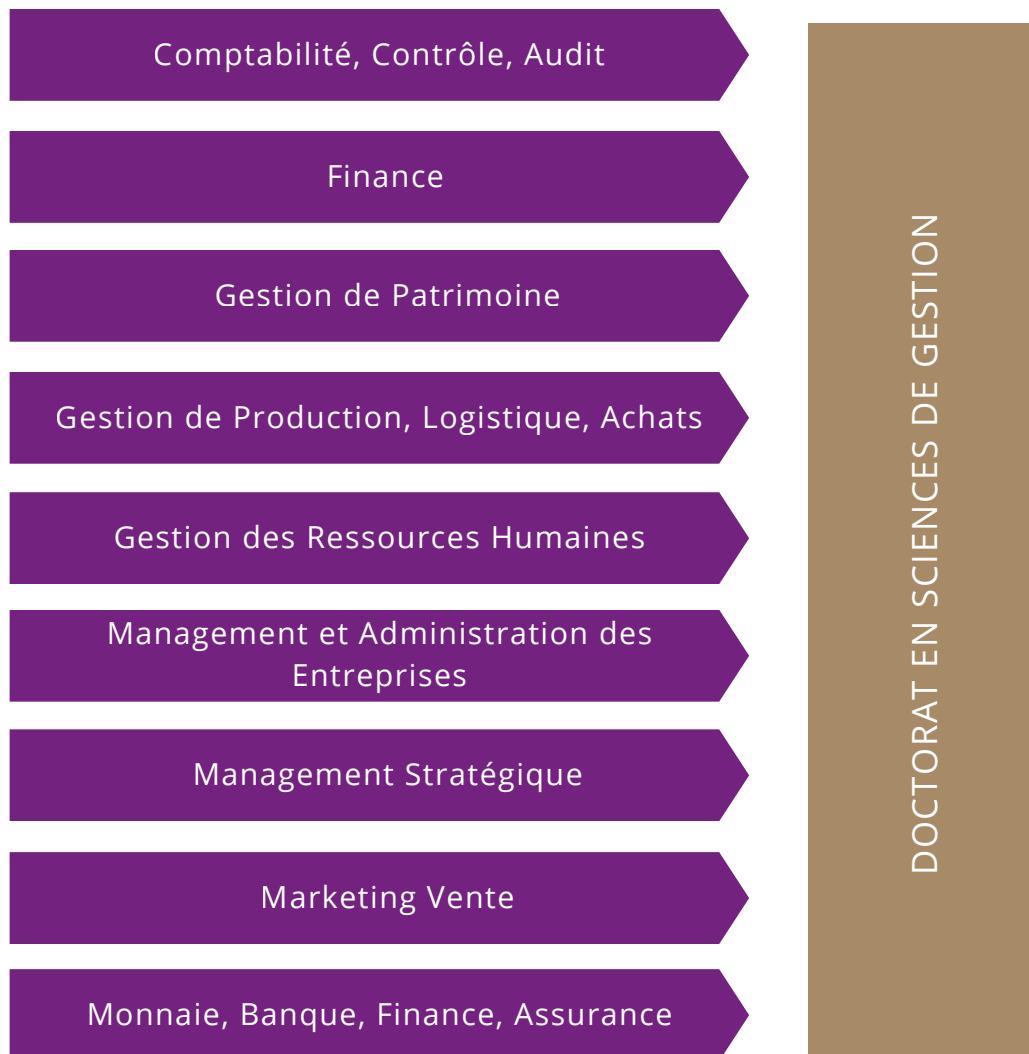 Comptabilité, Contrôle, Audit
Finance
Gestion de Patrimoine
Gestion de Production, Logistique, Achats
Gestion des Ressources Humaines
Management et Administration des
Entreprises
Management Stratégique
Marketing Vente
Monnaie, Banque, Finance, Assurance
DOCTORAT EN SCIENCES DE GESTION